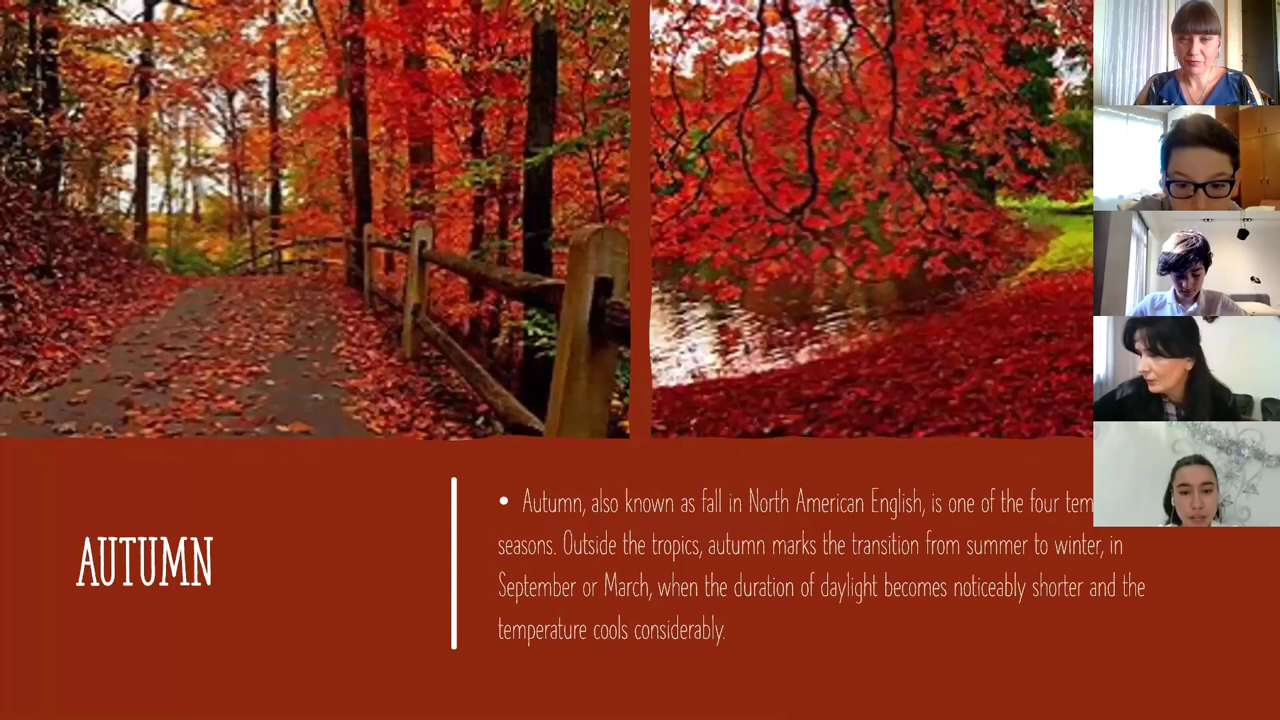 AUTUMN
• Autumn, also known as fall in North American English, is one of the four
seasons. Outside the tropics, autumn marks the transition from summer to winter, in
September or March, when the duration of daylight becomes noticeably shorter and the
temperature cools considerably.